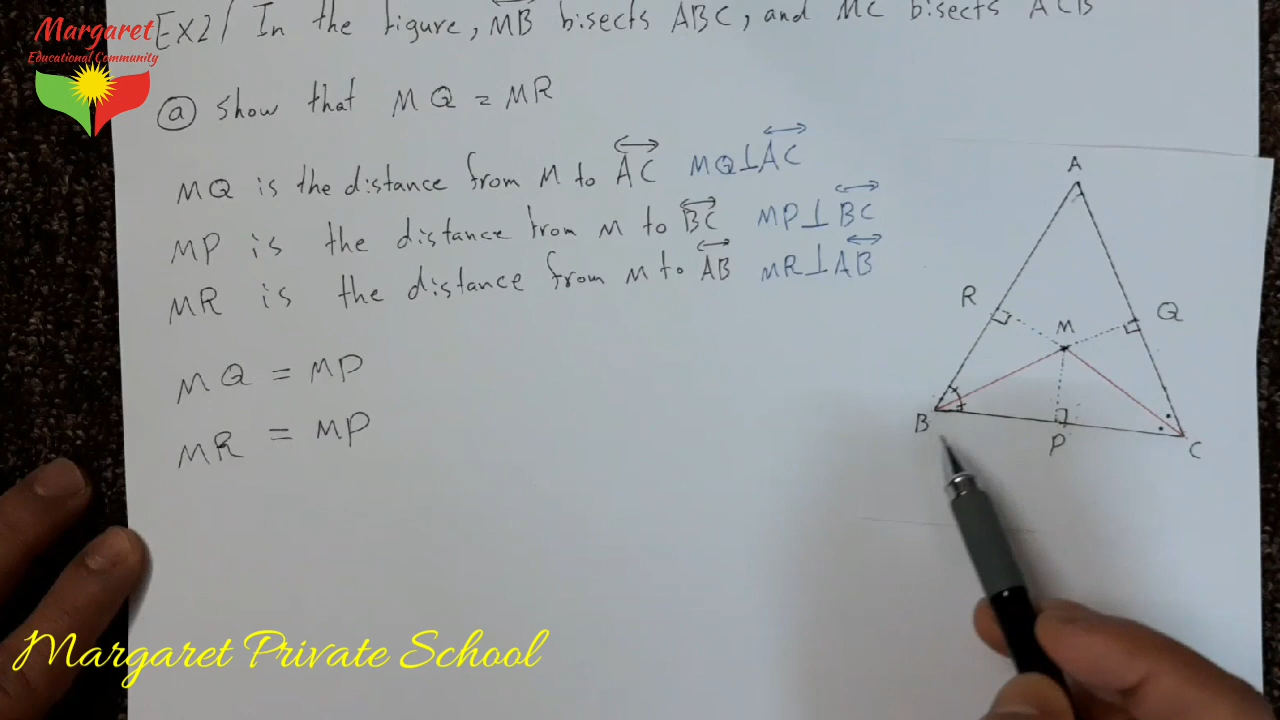 Margaret
Educational Community
Ex2/ In the figure, MB bisects ABC, and MC bisects ACB
ⓐ show that MQ = MR
MQ is the distance from M to AC MQ⊥AC
MP is the distance from M to BC MP⊥BC
MR is the distance from M to AB MR⊥AB
MQ = MP
MR = MP
A
R
M
Q
B
P
C
Margaret Private School